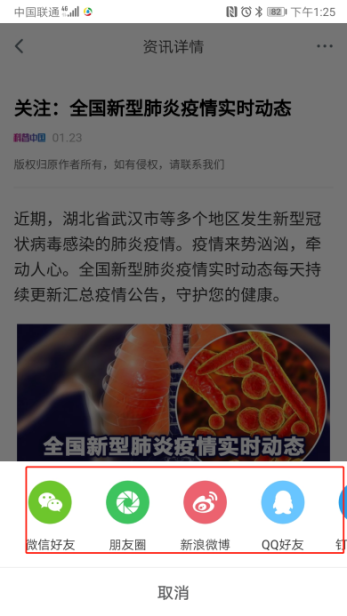 中国联通 4G 82 下午1:25
资讯详情
关注：全国新型肺炎疫情实时动态
科普中国 01.23
版权归原作者所有，如有侵权，请联系我们
近期，湖北省武汉市等多个地区发生新型冠
状病毒感染的肺炎疫情。疫情来势汹汹，牵
动人心。全国新型肺炎疫情实时动态每天持
续更新汇总疫情公告，守护您的健康。
全国新型肺炎疫情实时动态
微信好友 朋友圈 新浪微博 QQ好友 钉
取消